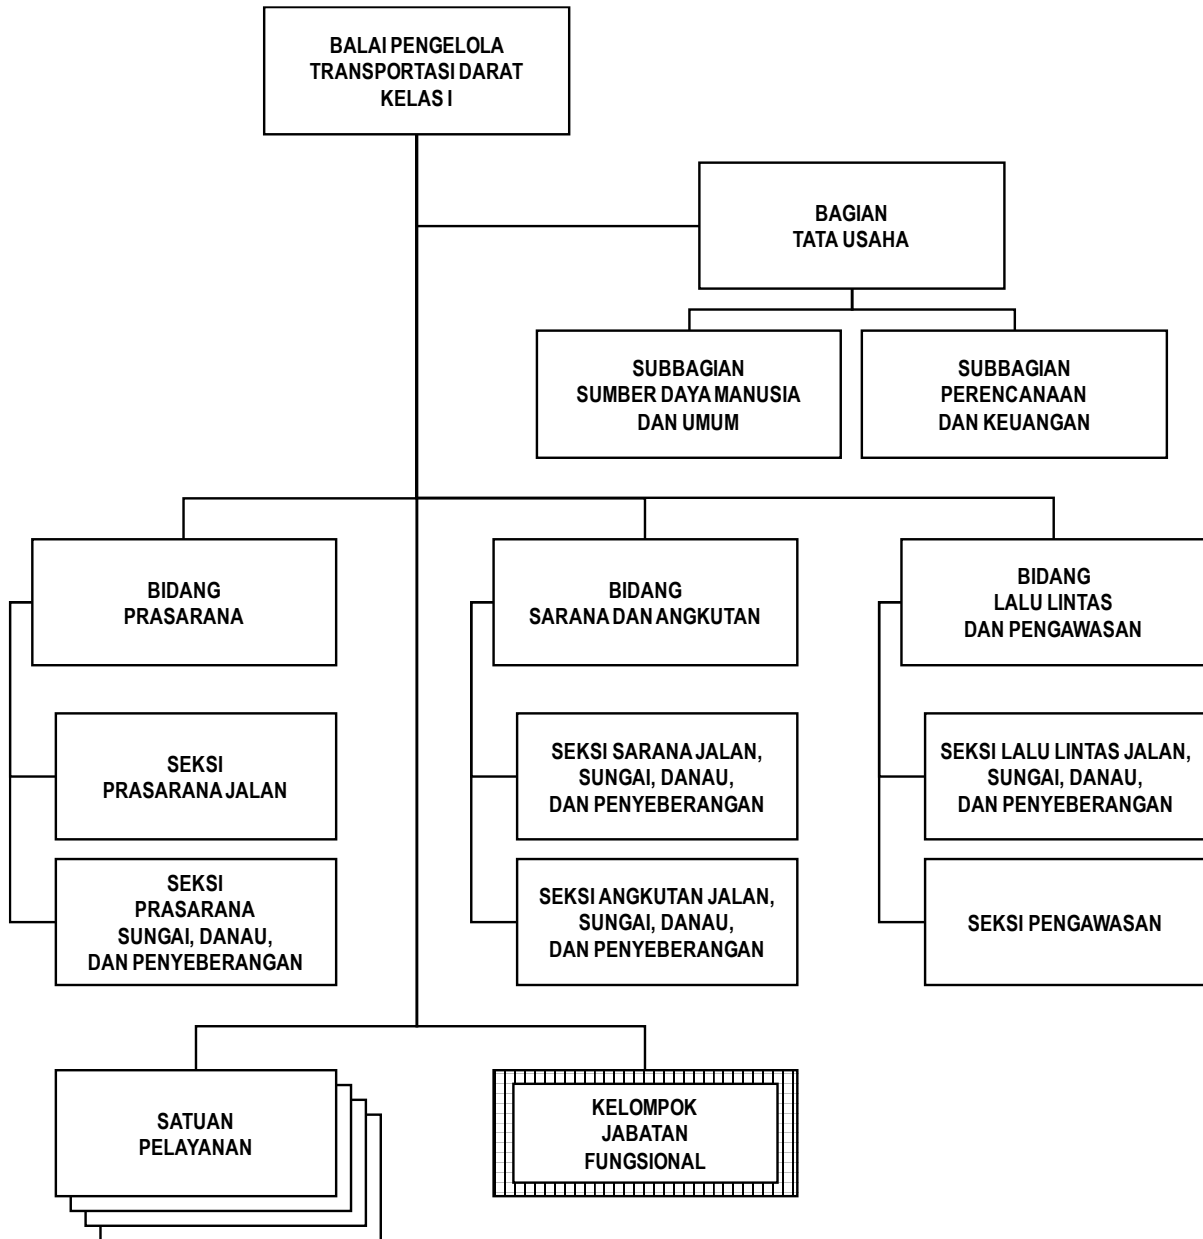 BALAI PENGELOLA
TRANSPORTASI DARAT
KELAS I
BAGIAN
TATA USAHA
SUBBAGIAN
SUMBER DAYA MANUSIA
DAN UMUM
SUBBAGIAN
PERENCANAAN
DAN KEUANGAN
BIDANG
PRASARANA
BIDANG
SARANA DAN ANGKUTAN
BIDANG
LALU LINTAS
DAN PENGAWASAN
SEKSI
PRASARANA JALAN
SEKSI SARANA JALAN,
SUNGAI, DANAU,
DAN PENYEBERANGAN
SEKSI LALU LINTAS JALAN,
SUNGAI, DANAU,
DAN PENYEBERANGAN
SEKSI
PRASARANA
SUNGAI, DANAU,
DAN PENYEBERANGAN
SEKSI ANGKUTAN JALAN,
SUNGAI, DANAU,
DAN PENYEBERANGAN
SEKSI PENGAWASAN
SATUAN
PELAYANAN
KELOMPOK
JABATAN
FUNGSIONAL